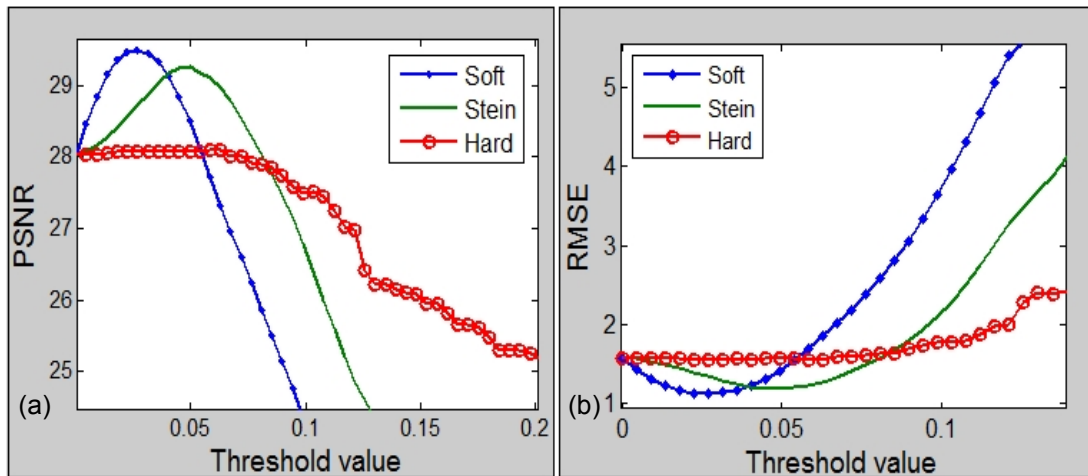 29
28
27
26
25
PSNR
Soft
Stein
Hard
(a)
0.05
0.1
0.15
0.2
Threshold value
5
4
3
2
1
RMSE
Soft
Stein
Hard
(b)
0
0.05
0.1
Threshold value